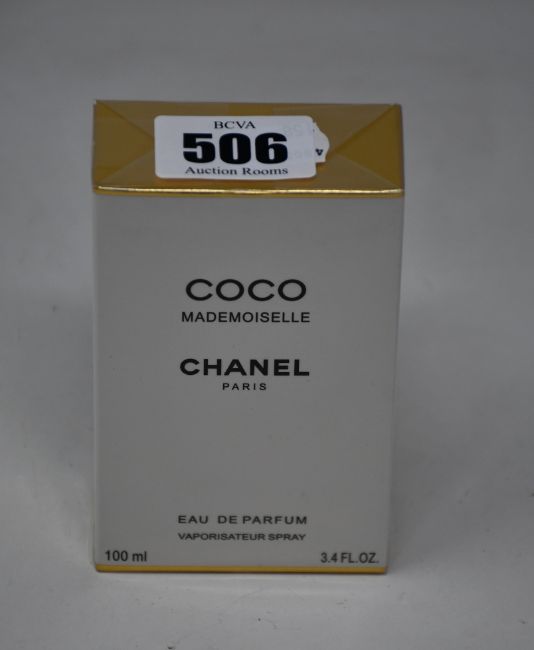 BCVA
506
Auction Rooms
COCO
MADEMOISELLE
CHANEL
PARIS
EAU DE PARFUM
VAPORISATEUR SPRAY
100 ml
3.4 FL.OZ.